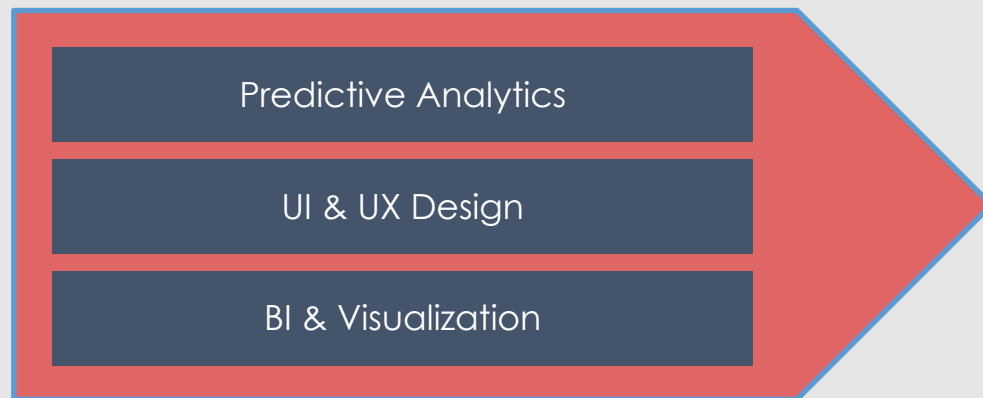 Predictive Analytics
UI & UX Design
BI & Visualization